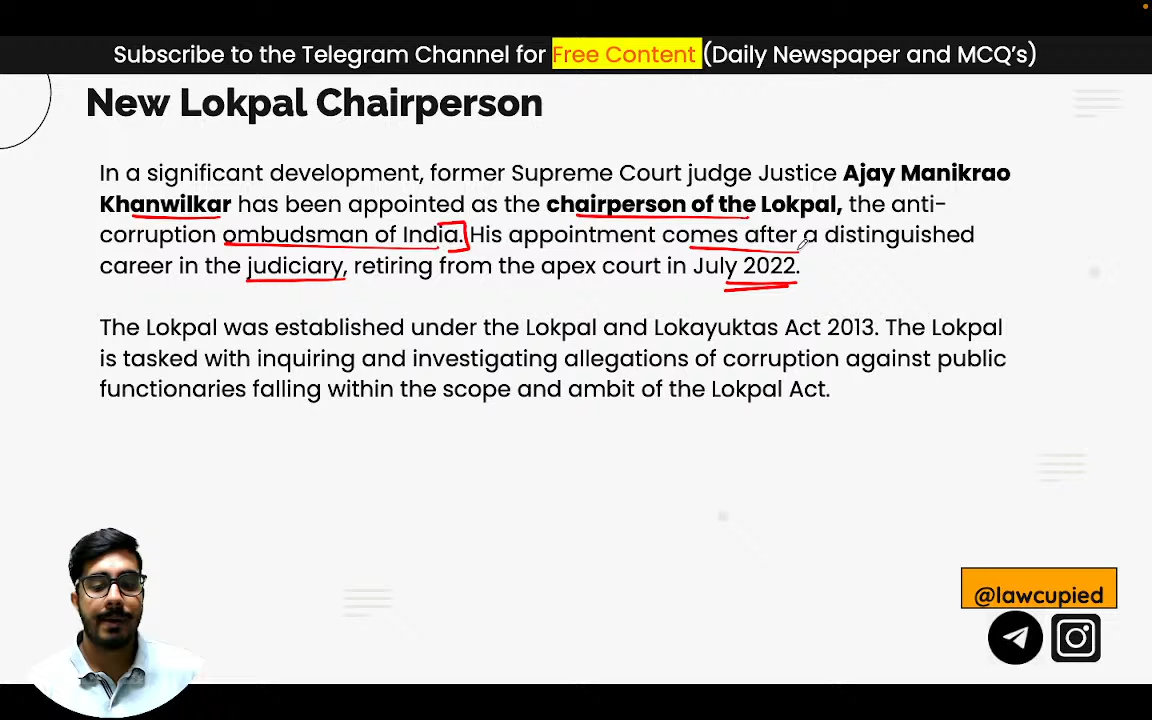 Subscribe to the Telegram Channel for Free Content (Daily Newspaper and MCQ's)
New Lokpal Chairperson
In a significant development, former Supreme Court judge Justice Ajay Manikrao
Khanwilkar has been appointed as the chairperson of the Lokpal, the anti-
corruption ombudsman of India. His appointment comes after a distinguished
career in the judiciary, retiring from the apex court in July 2022.
The Lokpal was established under the Lokpal and Lokayuktas Act 2013. The Lokpal
is tasked with inquiring and investigating allegations of corruption against public
functionaries falling within the scope and ambit of the Lokpal Act.
@lawcupied